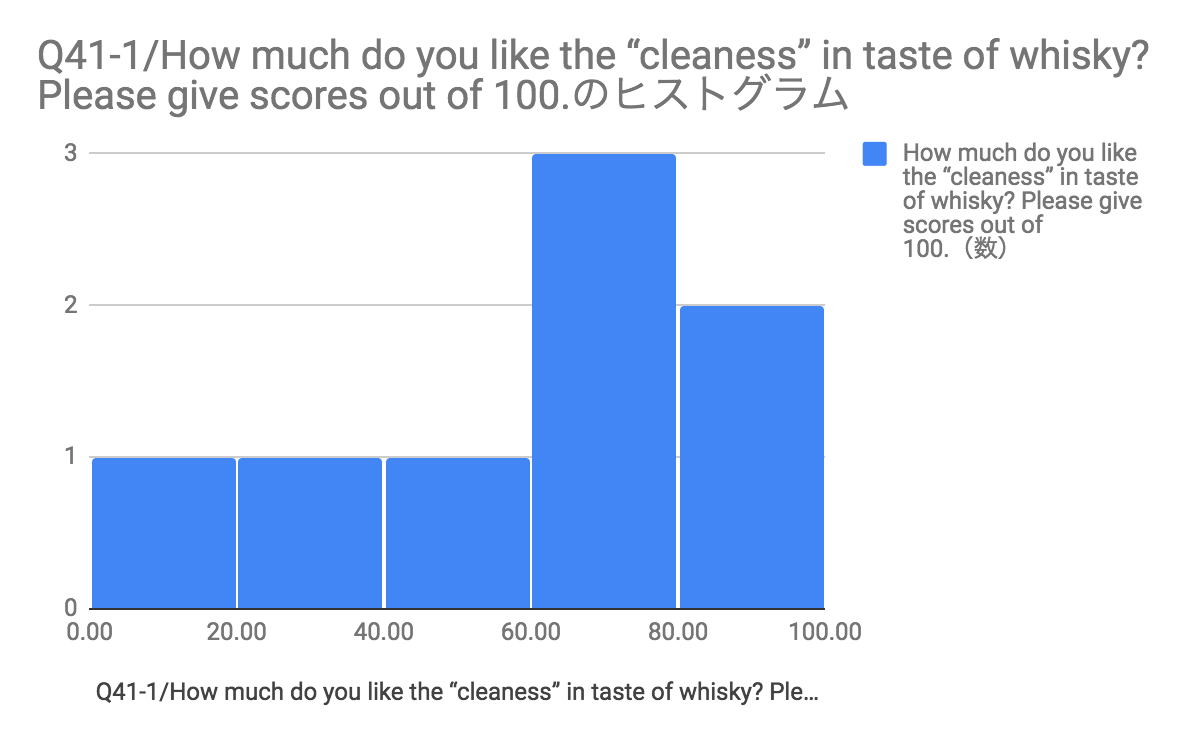 Q41-1/How much do you like the “cleaness” in taste of whisky?
Please give scores out of 100.のヒストグラム
3
2
1
0
0.00
20.00
40.00
60.00
80.00
100.00
Q41-1/How much do you like the “cleaness” in taste of whisky? Ple...
How much do you like
the “cleaness” in taste
of whisky? Please give
scores out of
100.（数）